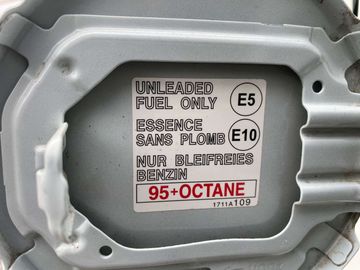 UNLEADED
FUEL ONLY
E5
ESSENCE
SANS PLOMB
E10
NUR BLEIFREIES
BENZIN
95+OCTANE
1711A109